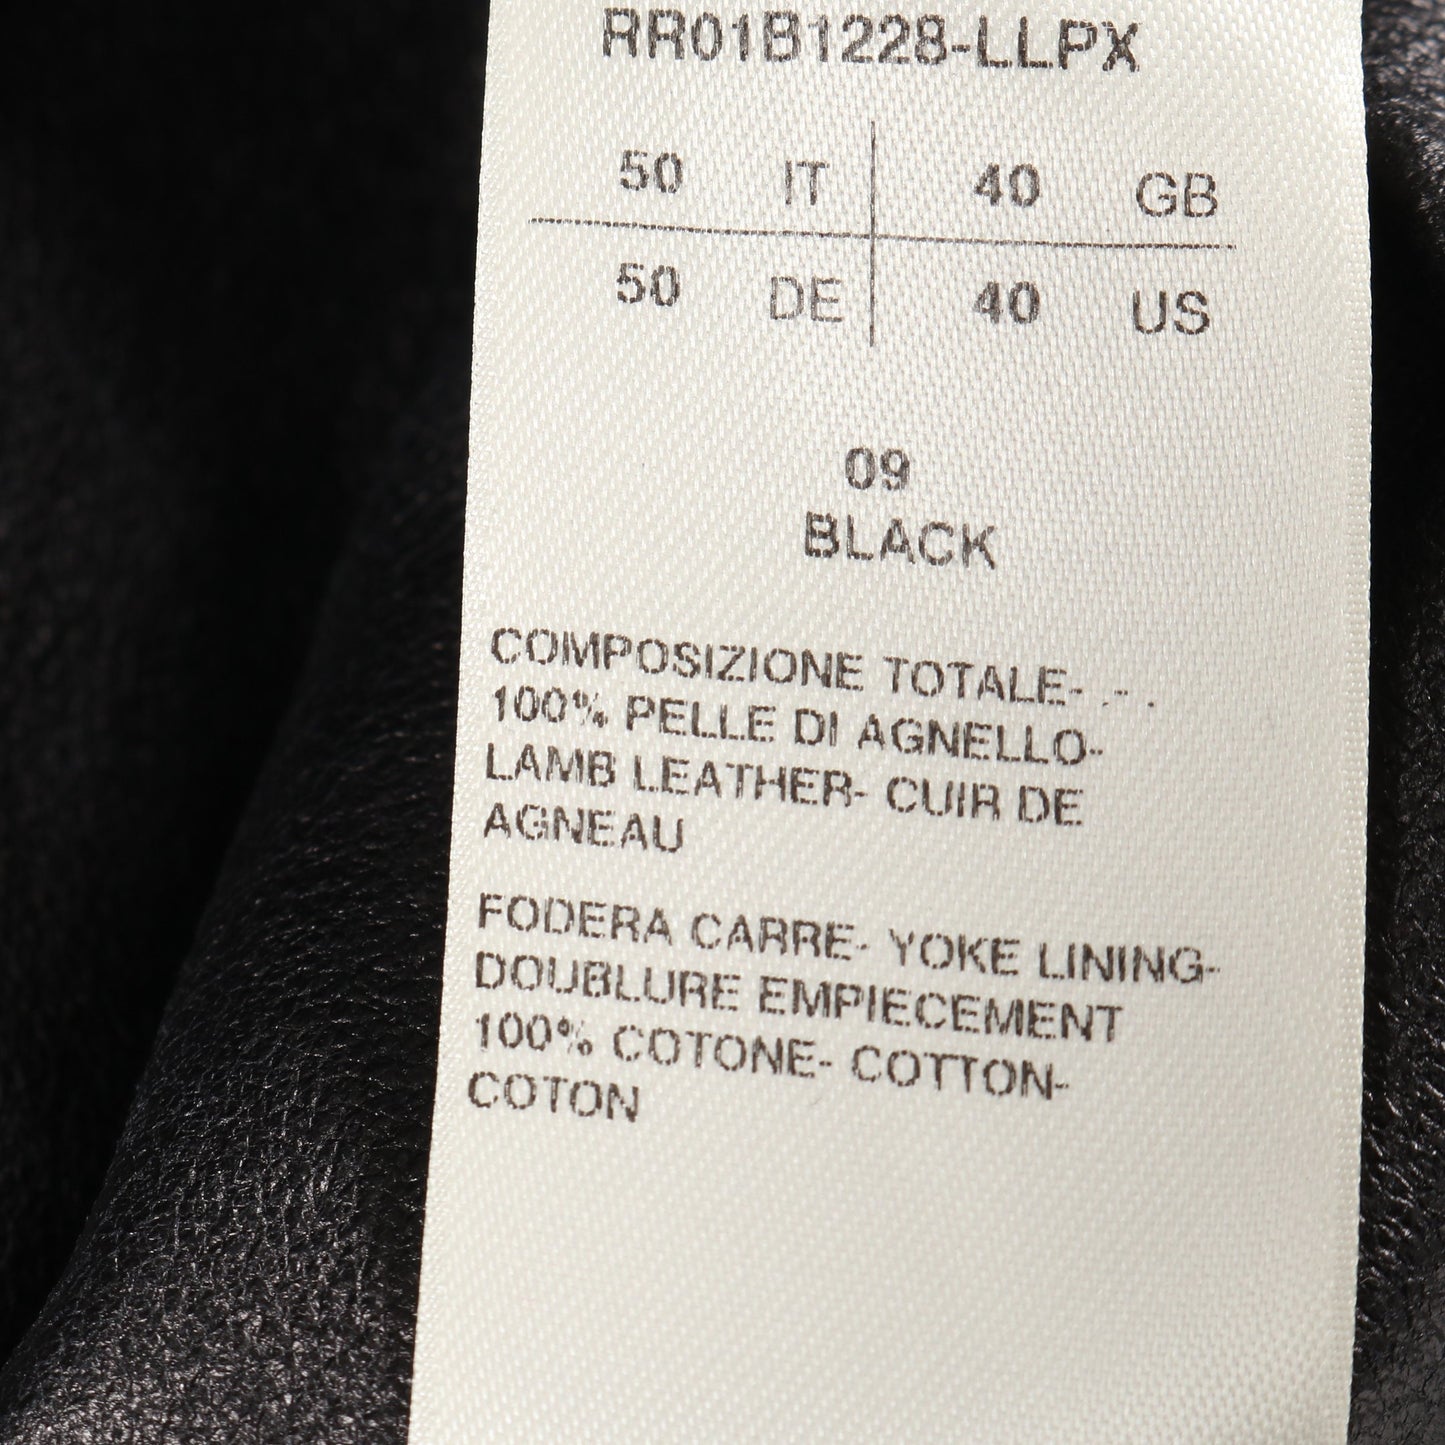 RR01B1228-LLPX
50 IT 40 GB
50 DE 40 US
09
BLACK
COMPOSIZIONE TOTALE- .- .
100% PELLE DI AGNELLO-
LAMB LEATHER- CUIR DE
AGNEAU
FODERA CARRE- YOKE LINING-
DOUBLURE EMPIECEMENT
100% COTONE- COTTON-
COTON